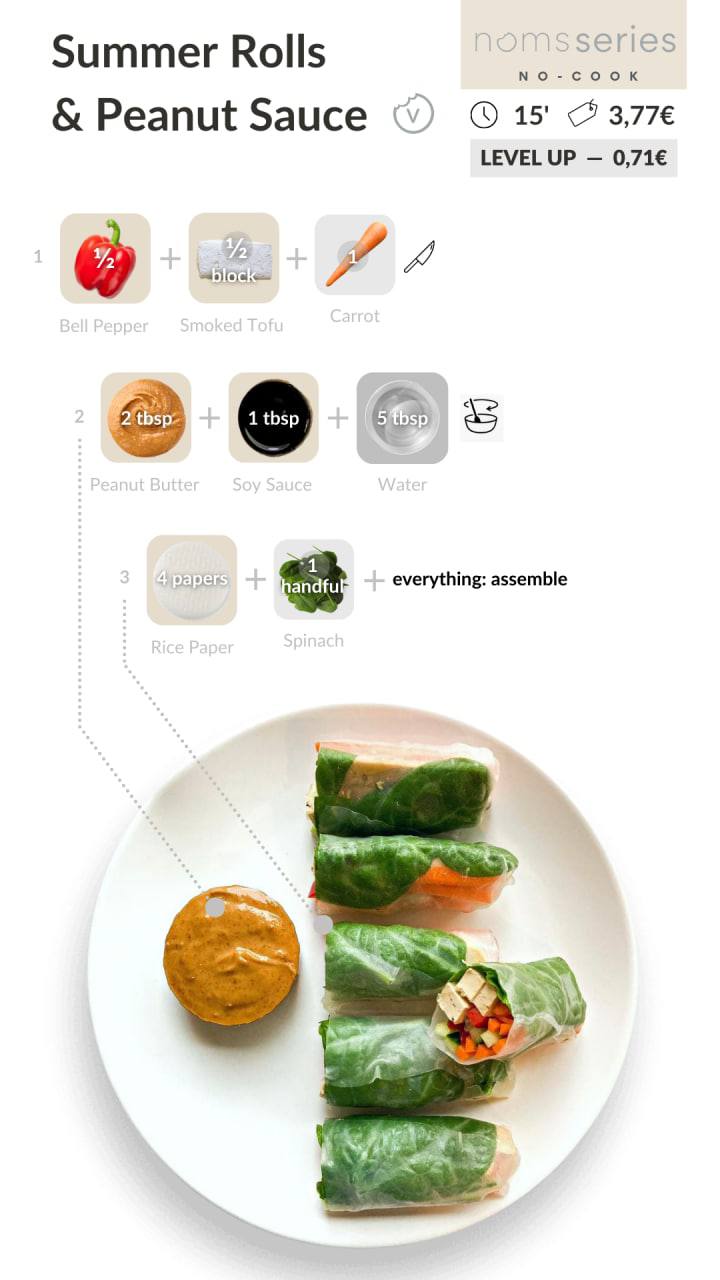 Summer Rolls
& Peanut Sauce
V
nomsseries
NO-COOK
15' 3,77€
LEVEL UP — 0,71€
1 ½ + ½ block + 1
Bell Pepper Smoked Tofu Carrot
2 2 tbsp + 1 tbsp + 5 tbsp
Peanut Butter Soy Sauce Water
3 4 papers + 1 handful + everything: assemble
Rice Paper Spinach